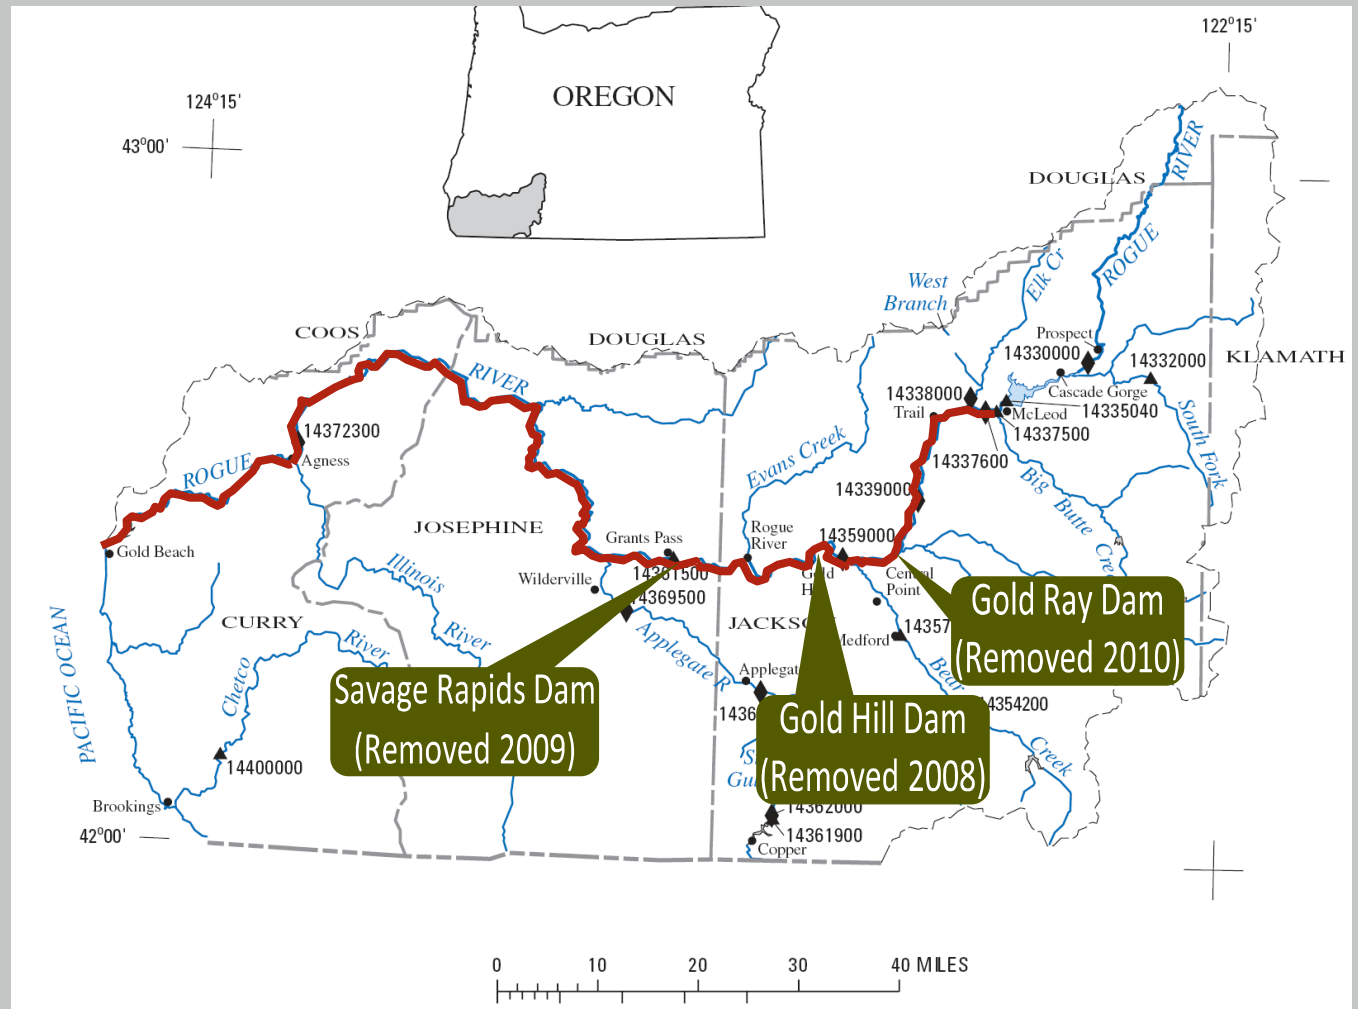 122°15'
OREGON
124°15'
43°00'
RIVER
DOUGLAS
ROGUE
Elk Cr
West
Branch
COOS
DOUGLAS
Prospect
14330000
14332000
KLAMATH
RIVER
Cascade Gorge
14338000
14335040
Trail
McLeod
14337500
South Fork
14372300
Agness
ROGUE
Evans Creek
14337600
Big Butte
14339000
JOSEPHINE
Grants Pass
Rogue
River
14359000
Gold Beach
14361500
Central
Point
Wilderville
14369500
Illinois
River
Gold Ray Dam
(Removed 2010)
CURRY
Applegate R
Medford
PACIFIC OCEAN
Chetco
River
Savage Rapids Dam
(Removed 2009)
Bear
Creek
Gold Hill Dam
(Removed 2008)
14400000
Brookings
14362000
14361900
42°00'
Copper
0 10 20 30 40 MILES